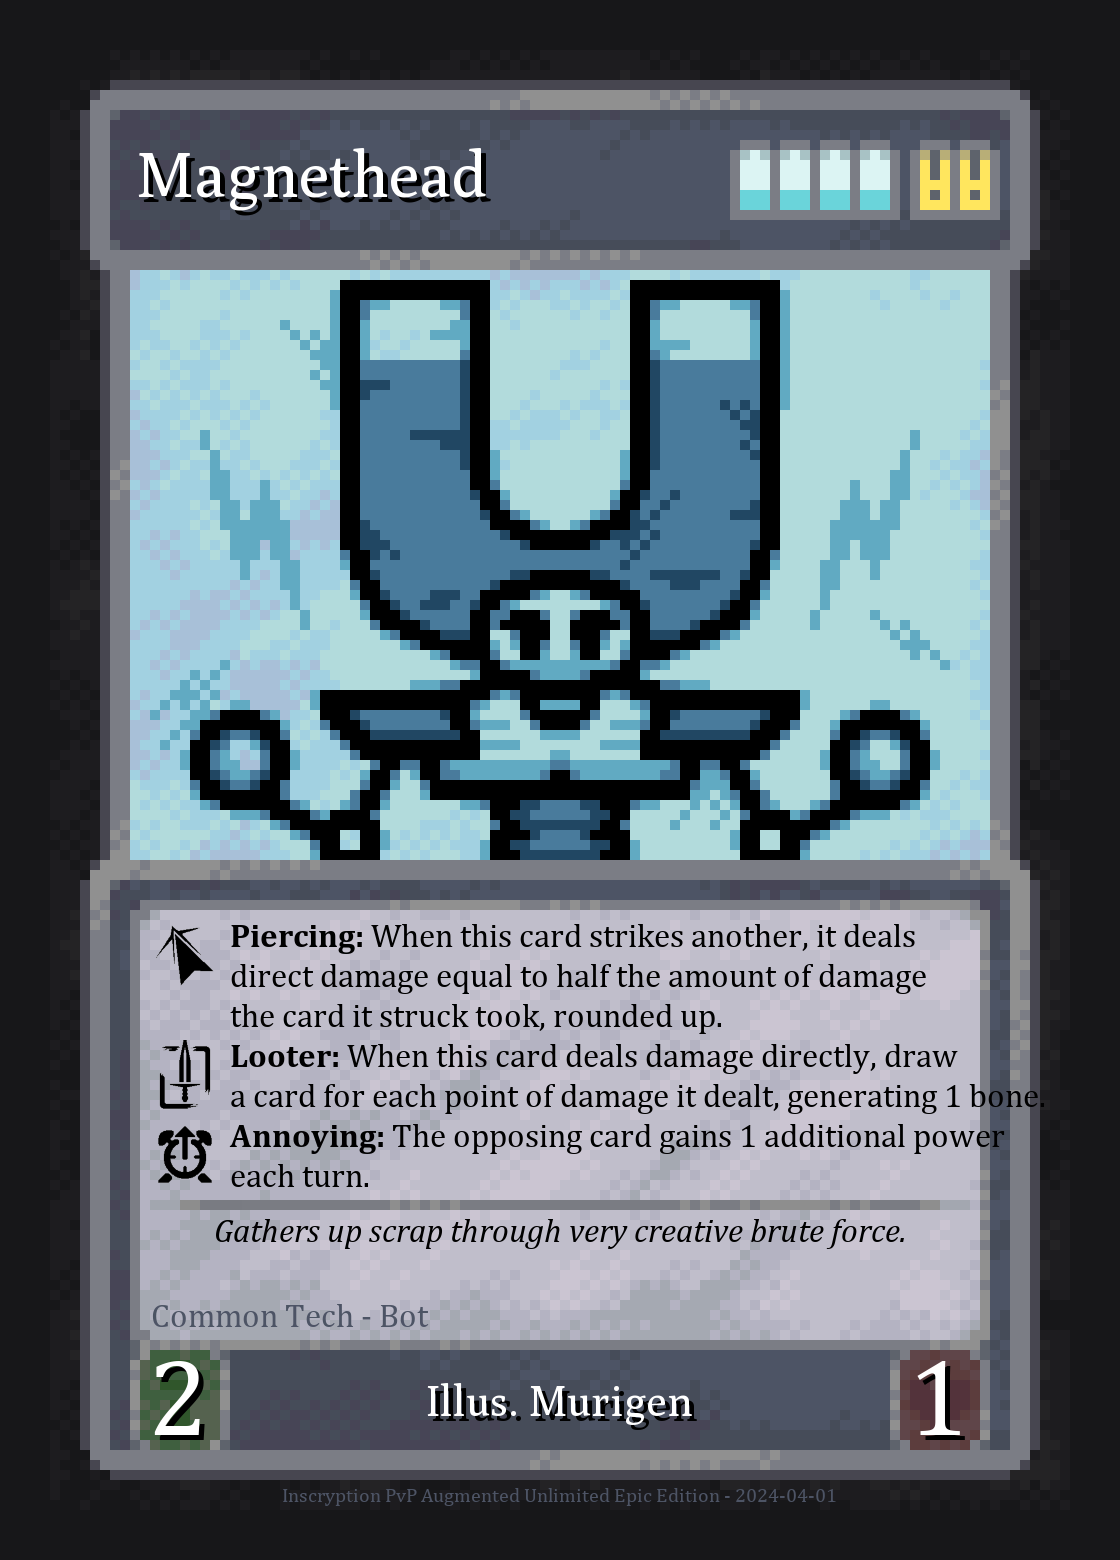 Magnethead
Piercing: When this card strikes another, it deals
direct damage equal to half the amount of damage
the card it struck took, rounded up.
Looter: When this card deals damage directly, draw
a card for each point of damage it dealt, generating 1 bone.
Annoying: The opposing card gains 1 additional power
each turn.
Gathers up scrap through very creative brute force.
Common Tech - Bot
2
Illus. Murigen
1
Inscryption PvP Augmented Unlimited Epic Edition - 2024-04-01